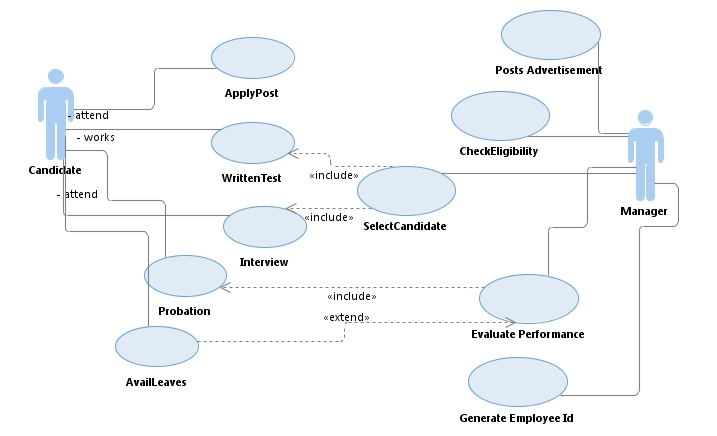 Posts Advertisement
ApplyPost
- attend
- works
CheckEligibility
Candidate
WrittenTest
«include»
- attend
Manager
«include»
SelectCandidate
Interview
«include»
Probation
«extend»
Evaluate Performance
AvailLeaves
Generate Employee Id